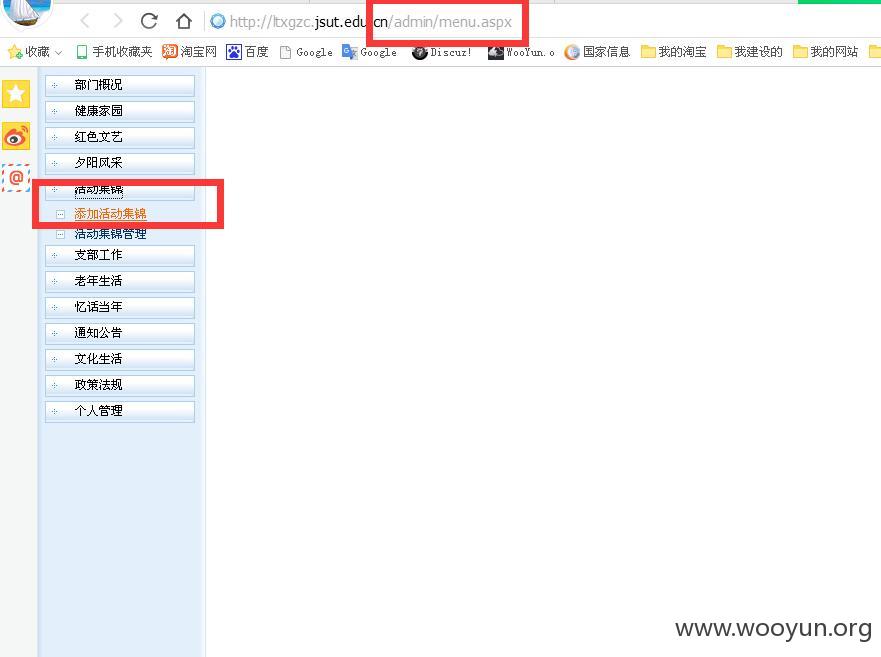 http://ltxgzc.jsut.edu.cn/admin/menu.aspx
收藏 手机收藏夹 淘宝网 百度 Google Google Discuz! WooYun.o 国家信息 我的淘宝 我建设的 我的网站
部门概况
健康家园
红色文艺
夕阳风采
活动集锦
添加活动集锦
活动集锦管理
支部工作
老年生活
忆话当年
通知公告
文化生活
政策法规
个人管理
www.wooyun.org